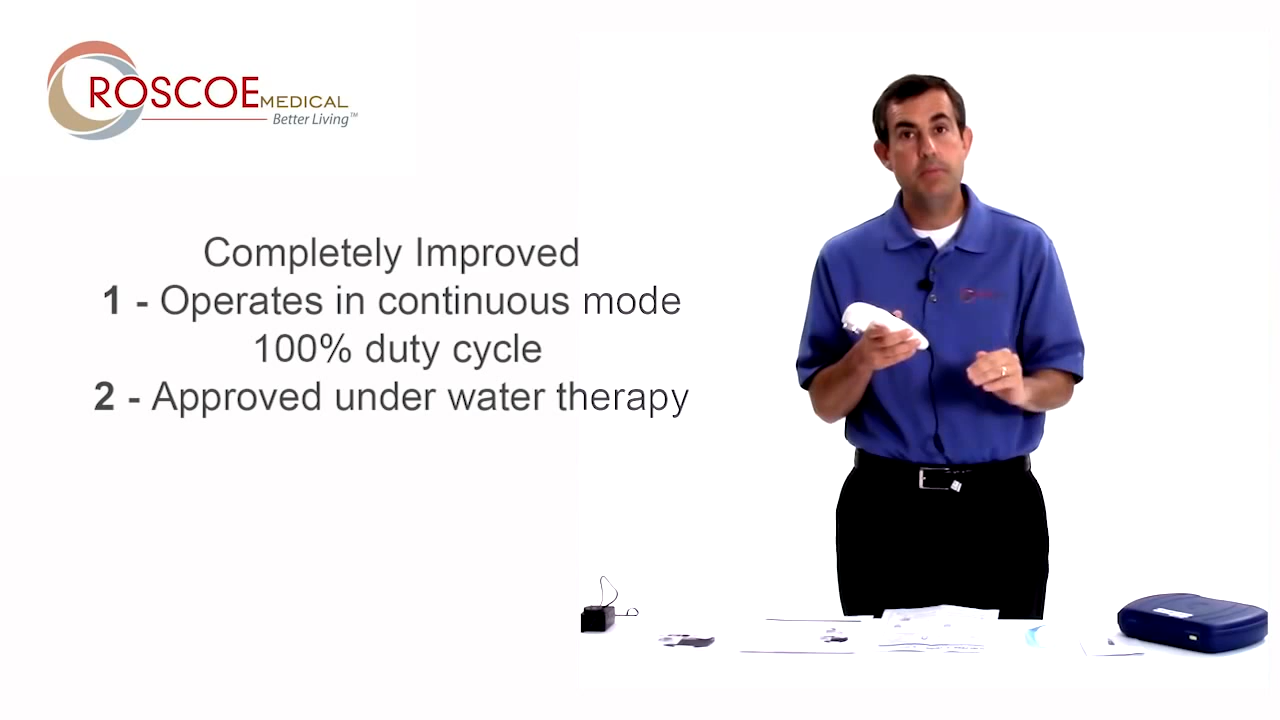 ROSCOE MEDICAL
Better Living™
Completely Improved
1 - Operates in continuous mode
100% duty cycle
2 - Approved under water therapy